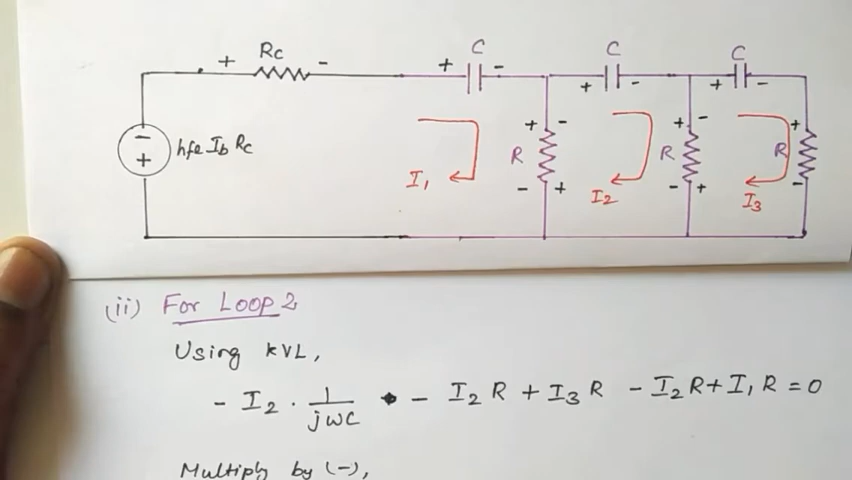 + Rc - + C - C C
+ - + -
- + hfe Ib Rc I1 R + - - + I2 R + - - + I3 R + -
(ii) For Loop 2
Using KVL,
- I2 . 1/jωC - I2 R + I3 R - I2 R + I1 R = 0
Multiply by (-),